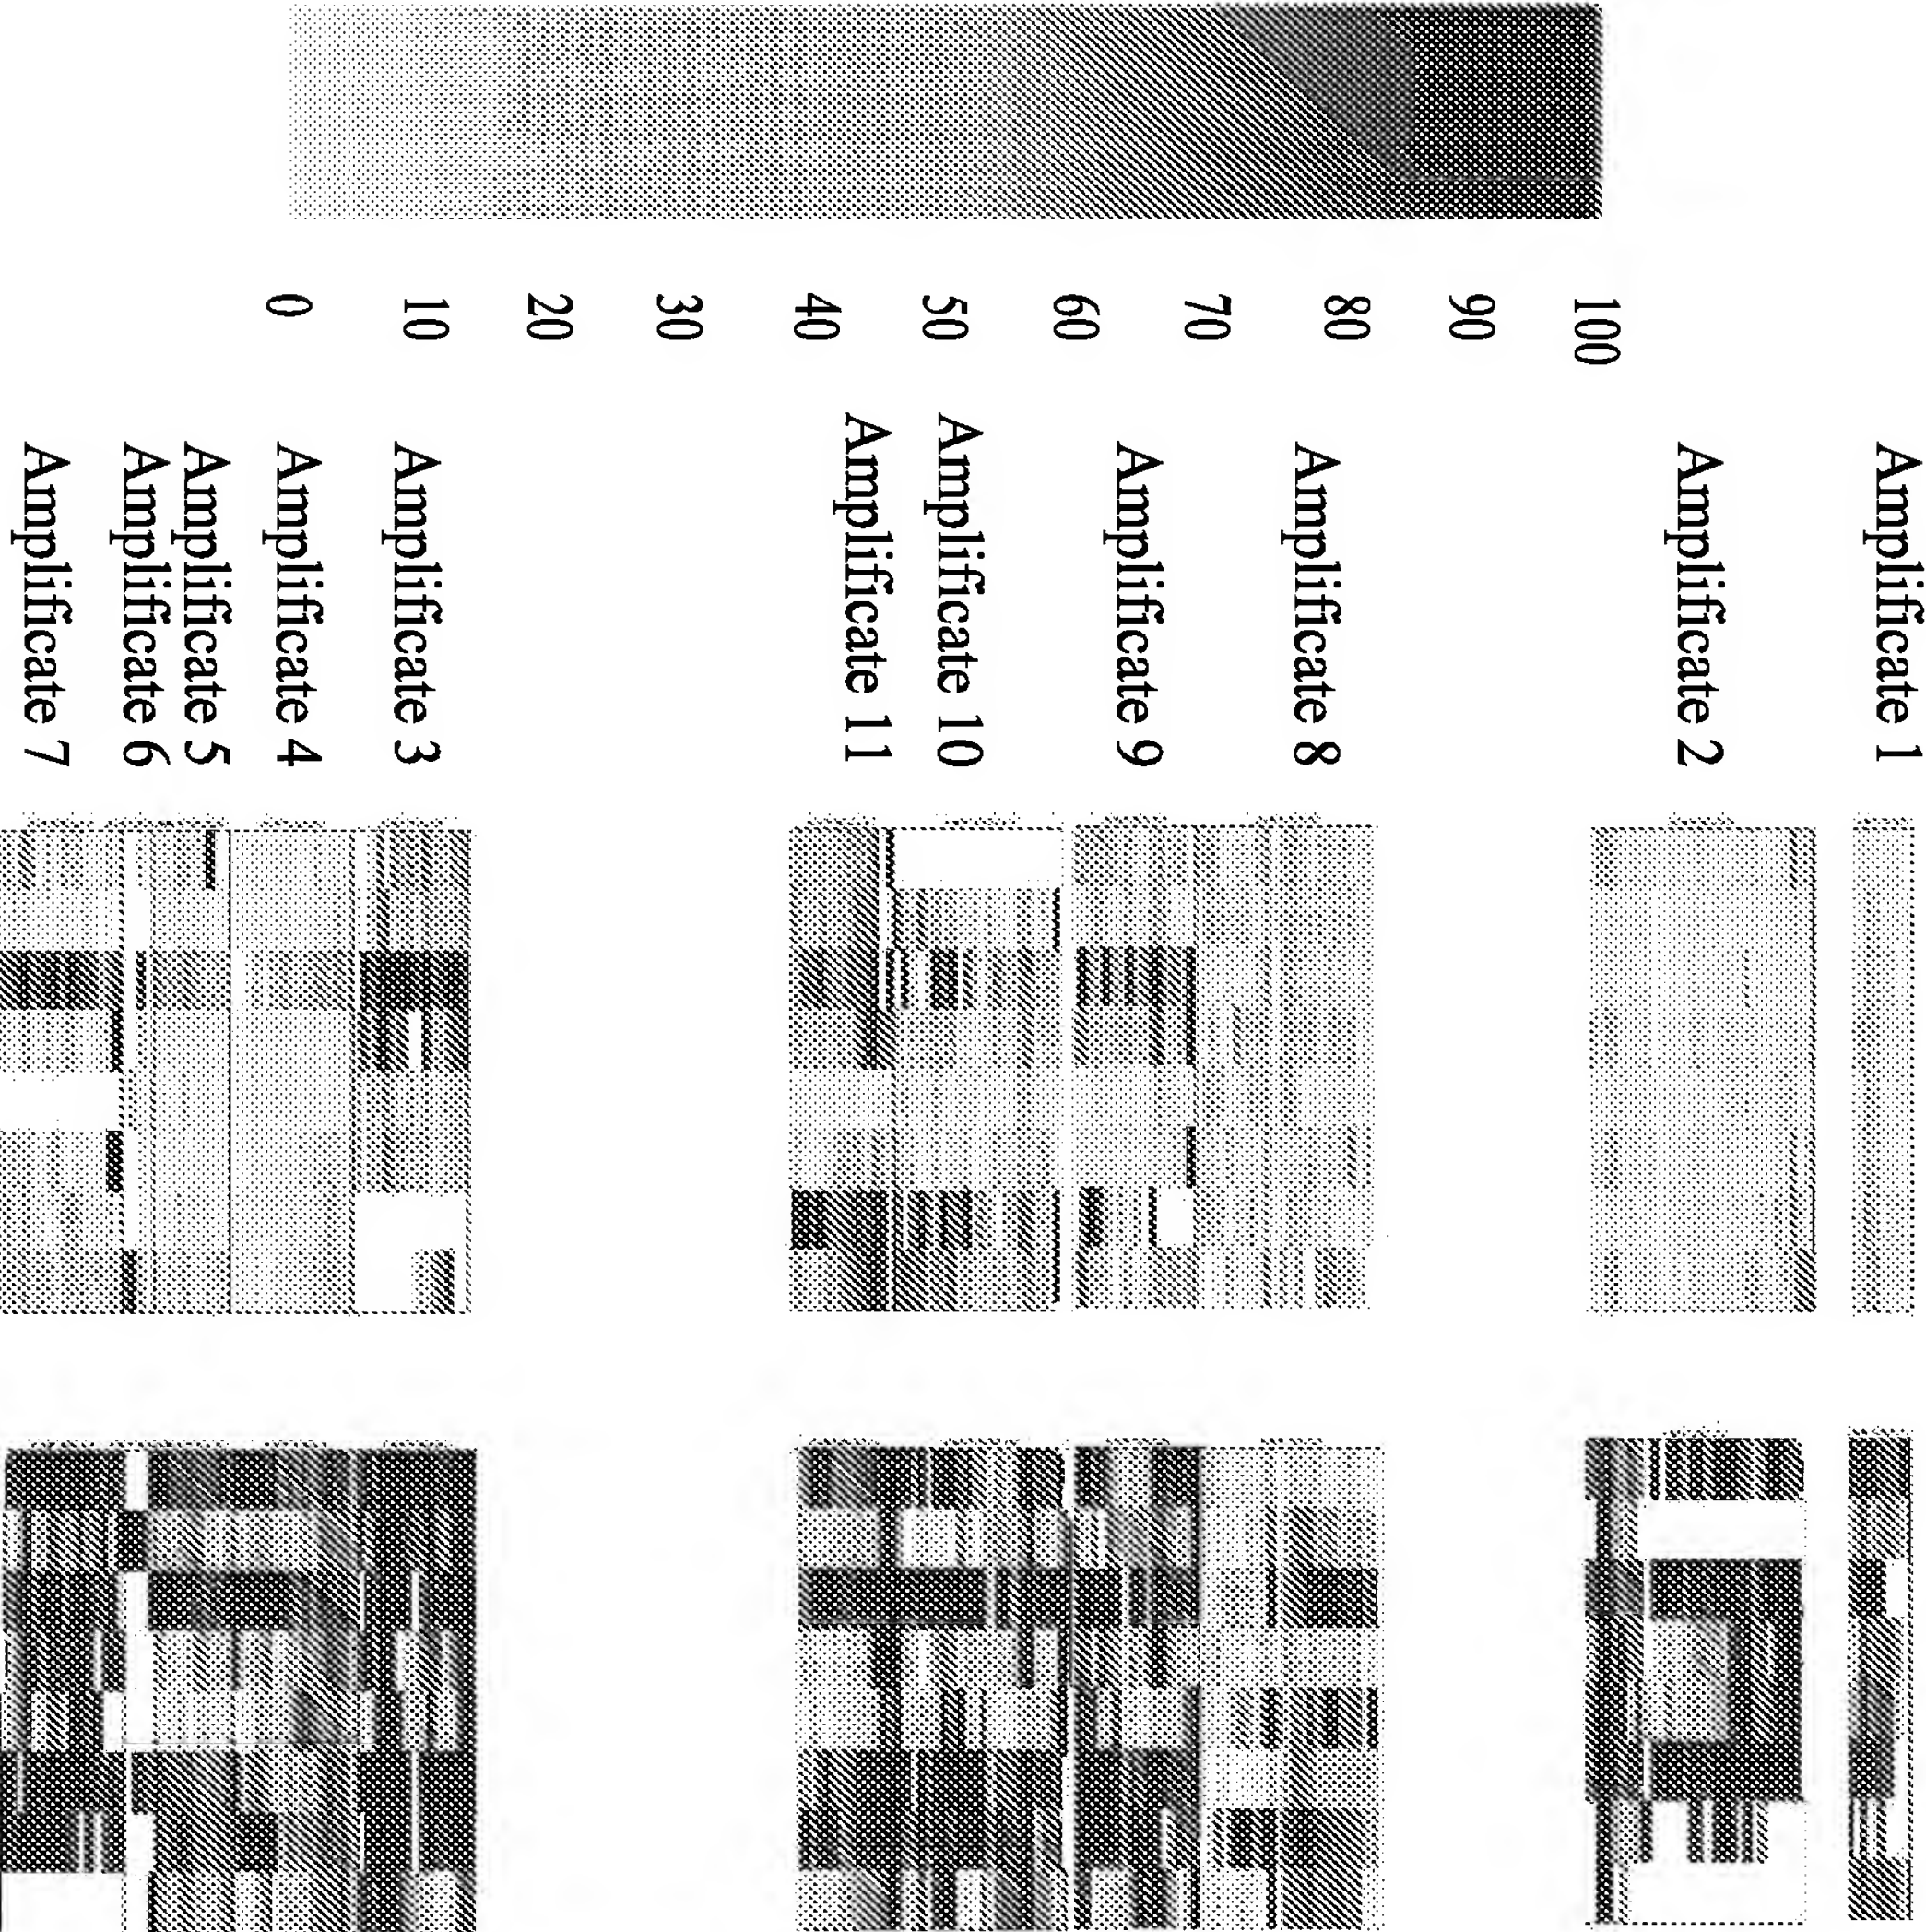 100
90
80
70
60
50
40
30
20
10
0
Amplificate 1
Amplificate 2
Amplificate 8
Amplificate 9
Amplificate 10
Amplificate 11
Amplificate 3
Amplificate 4
Amplificate 5
Amplificate 6
Amplificate 7